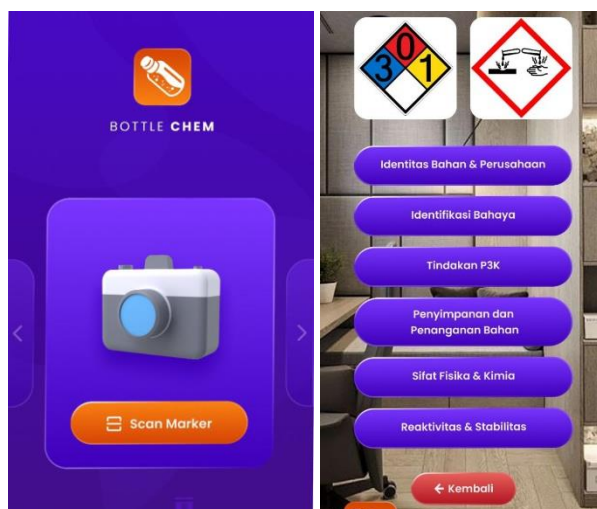 BOTTLE CHEM
Scan Marker
0
3 1
Identitas Bahan & Perusahaan
Identifikasi Bahaya
Tindakan P3K
Penyimpanan dan
Penanganan Bahan
Sifat Fisika & Kimia
Reaktivitas & Stabilitas
← Kembali